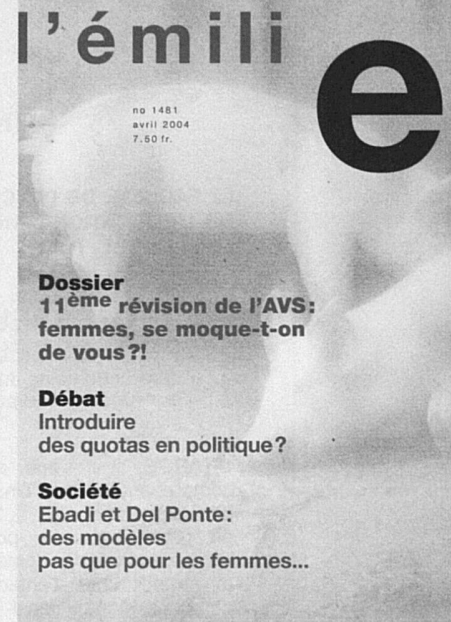 l'émilie
no 1481
avril 2004
7.50 fr.
Dossier
11ème révision de l'AVS:
femmes, se moque-t-on
de vous?!
Débat
Introduire
des quotas en politique?
Société
Ebadi et Del Ponte:
des modèles
pas que pour les femmes...